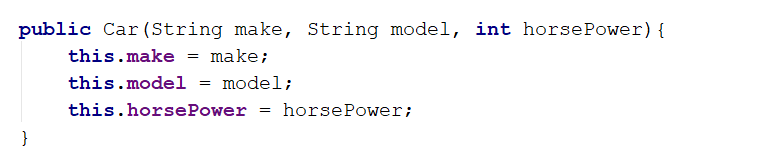 public Car(String make, String model, int horsePower){
    this.make = make;
    this.model = model;
    this.horsePower = horsePower;
}